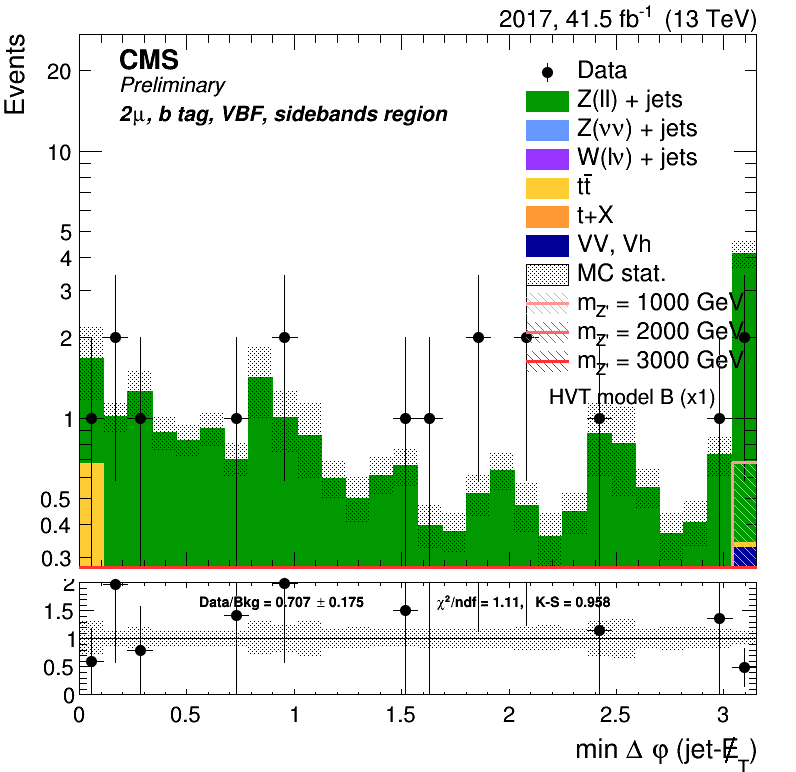 2017, 41.5 fb⁻¹ (13 TeV)
Events
CMS
Preliminary
2μ, b tag, VBF, sidebands region
Data
Z(ll) + jets
Z(νν) + jets
W(lν) + jets
tt̄
t+X
VV, Vh
MC stat.
m_Z' = 1000 GeV
m_Z' = 2000 GeV
m_Z' = 3000 GeV
HVT model B (x1)
20
10
5
4
3
2
1
0.5
0.4
0.3
Data/Bkg = 0.707 ± 0.175 χ²/ndf = 1.11, K-S = 0.958
2
1.5
1
0.5
0
0 0.5 1 1.5 2 2.5 3
min Δ φ (jet-E̸_T)